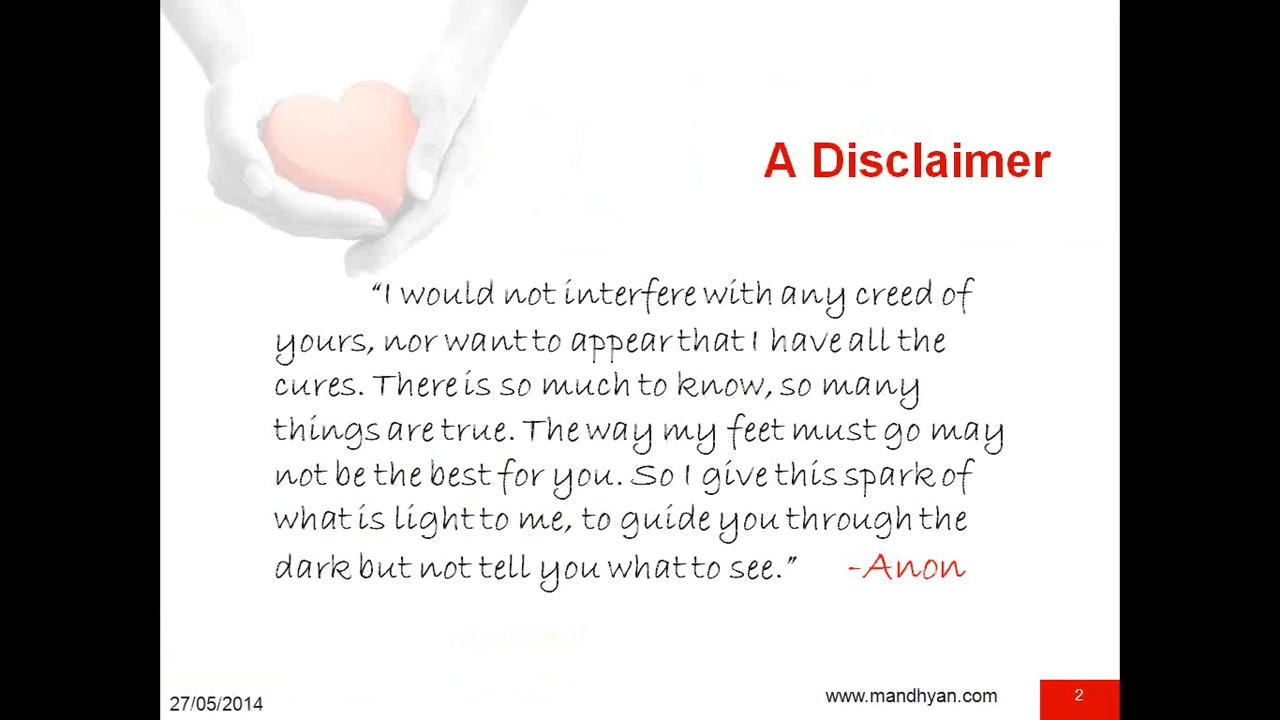 A Disclaimer
“I would not interfere with any creed of
yours, nor want to appear that I have all the
cures. There is so much to know, so many
things are true. The way my feet must go may
not be the best for you. So I give this spark of
what is light to me, to guide you through the
dark but not tell you what to see.” -Anon
27/05/2014
www.mandhyan.com
2